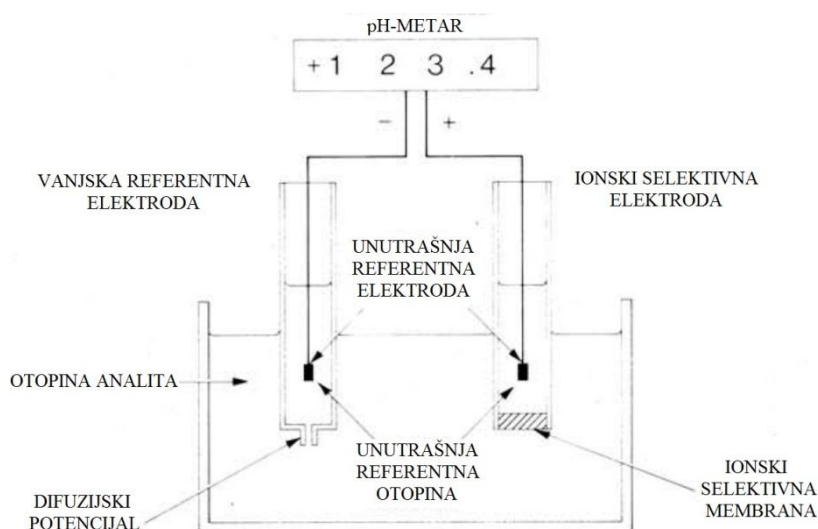 pH-METAR
+1 2 3 .4
− +
VANJSKA REFERENTNA
ELEKTRODA
IONSKI SELEKTIVNA
ELEKTRODA
UNUTRAŠNJA
REFERENTNA
ELEKTRODA
OTOPINA ANALITA
UNUTRAŠNJA
REFERENTNA
OTOPINA
DIFUZIJSKI
POTENCIJAL
IONSKI
SELEKTIVNA
MEMBRANA